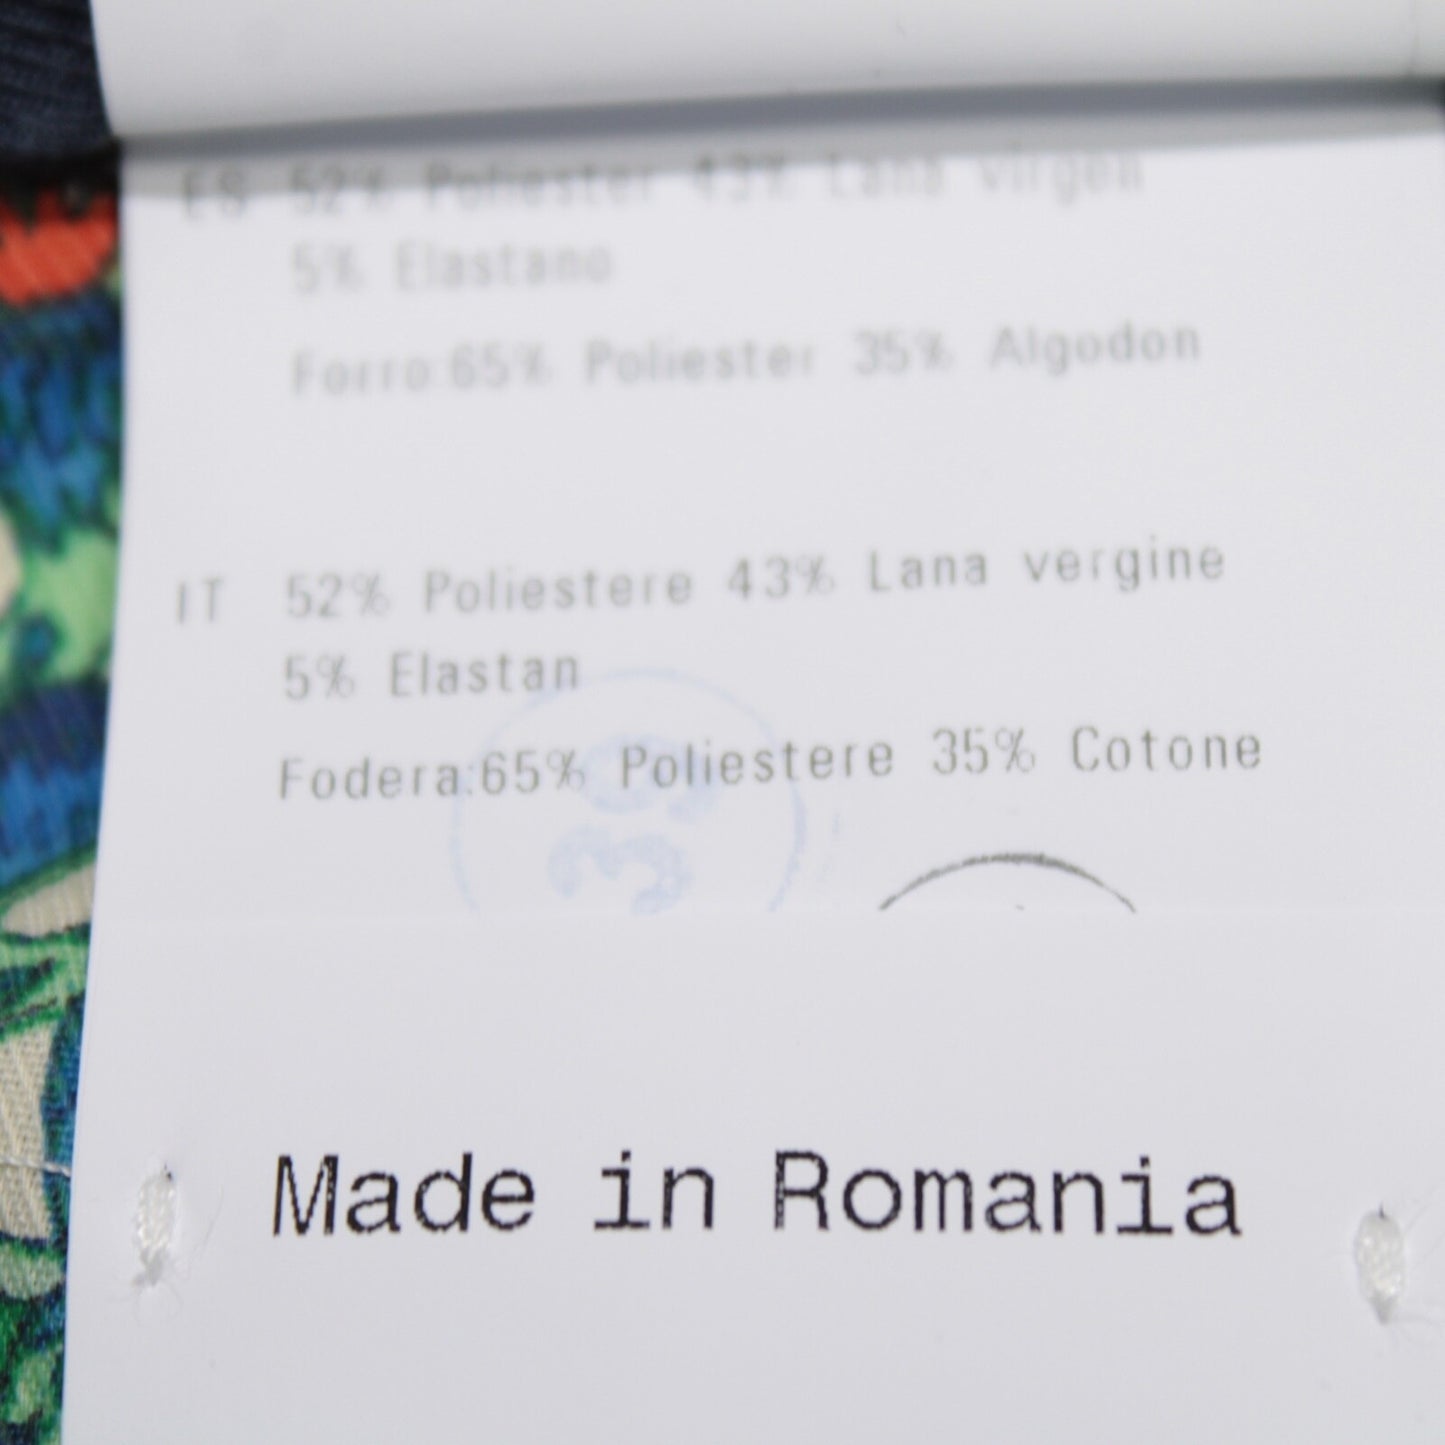 ES 52% Poliester 43% Lana virgen
5% Elastano
Forro:65% Poliester 35% Algodon
IT 52% Poliestere 43% Lana vergine
5% Elastan
Fodera:65% Poliestere 35% Cotone
Made in Romania